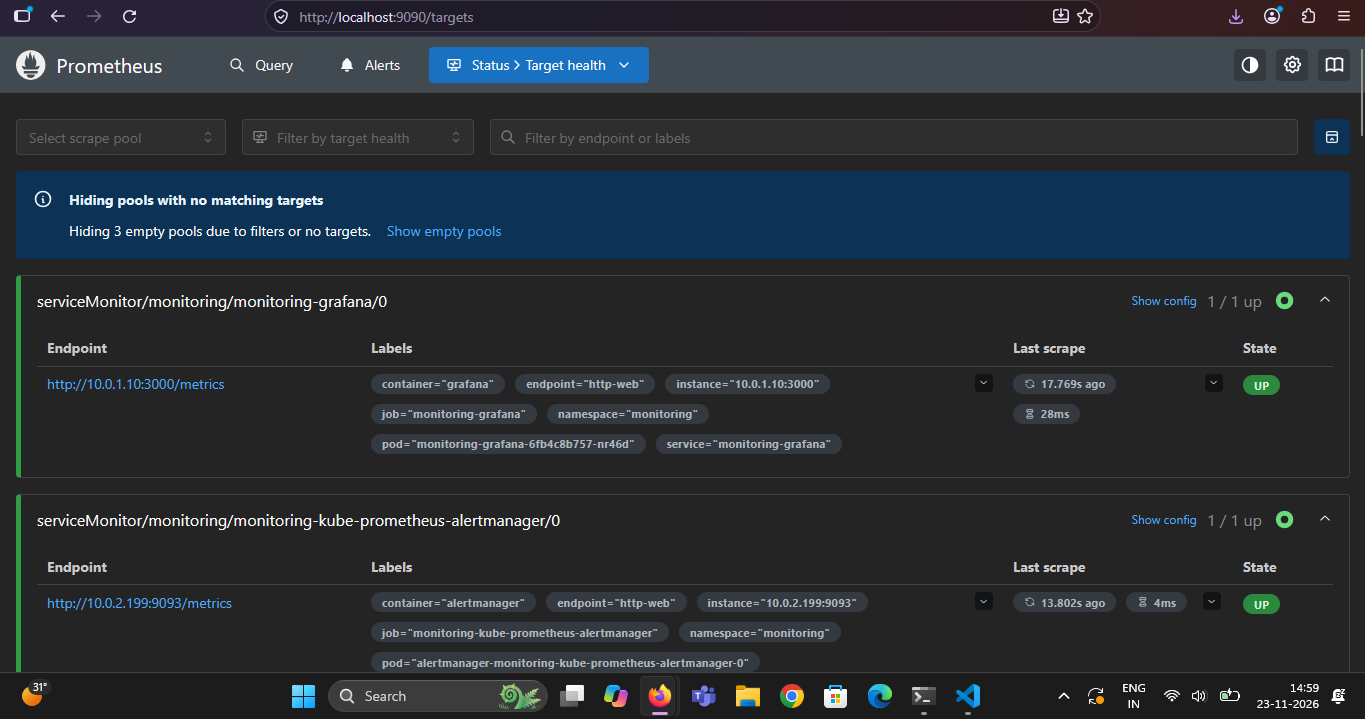 http://localhost:9090/targets
Prometheus
Query
Alerts
Status > Target health
Select scrape pool
Filter by target health
Filter by endpoint or labels
Hiding pools with no matching targets
Hiding 3 empty pools due to filters or no targets. Show empty pools
serviceMonitor/monitoring/monitoring-grafana/0
Show config 1 / 1 up
Endpoint Labels Last scrape State
http://10.0.1.10:3000/metrics container="grafana" endpoint="http-web" instance="10.0.1.10:3000" 17.769s ago UP
job="monitoring-grafana" namespace="monitoring" 28ms
pod="monitoring-grafana-6fb4c8b757-nr46d" service="monitoring-grafana"
serviceMonitor/monitoring/monitoring-kube-prometheus-alertmanager/0
Show config 1 / 1 up
Endpoint Labels Last scrape State
http://10.0.2.199:9093/metrics container="alertmanager" endpoint="http-web" instance="10.0.2.199:9093" 13.802s ago 4ms UP
job="monitoring-kube-prometheus-alertmanager" namespace="monitoring"
pod="alertmanager-monitoring-kube-prometheus-alertmanager-0"
31°
Search
ENG
IN
14:59
23-11-2026